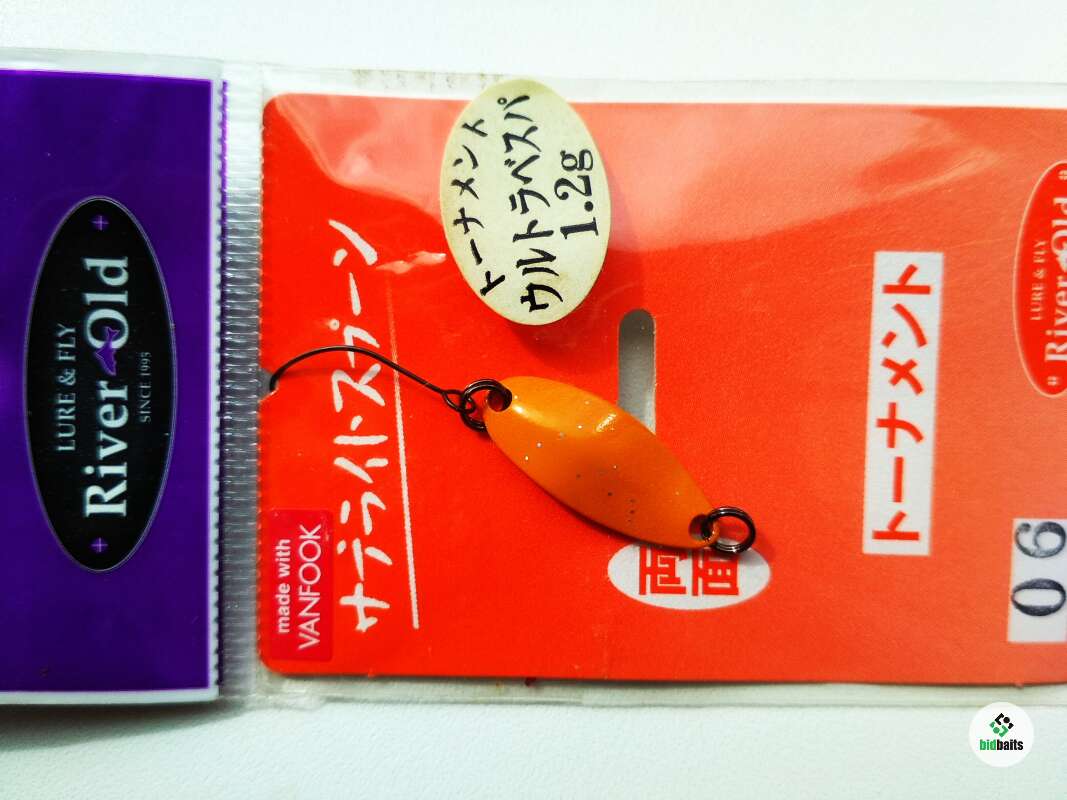 LURE & FLY
River Old
SINCE 1995
トーナメント
ウルトラベスパ
1.2g
サテライトスプーン
made with
VANFOOK
両面
トーナメント
LURE & FLY
River Old
06
bidbaits